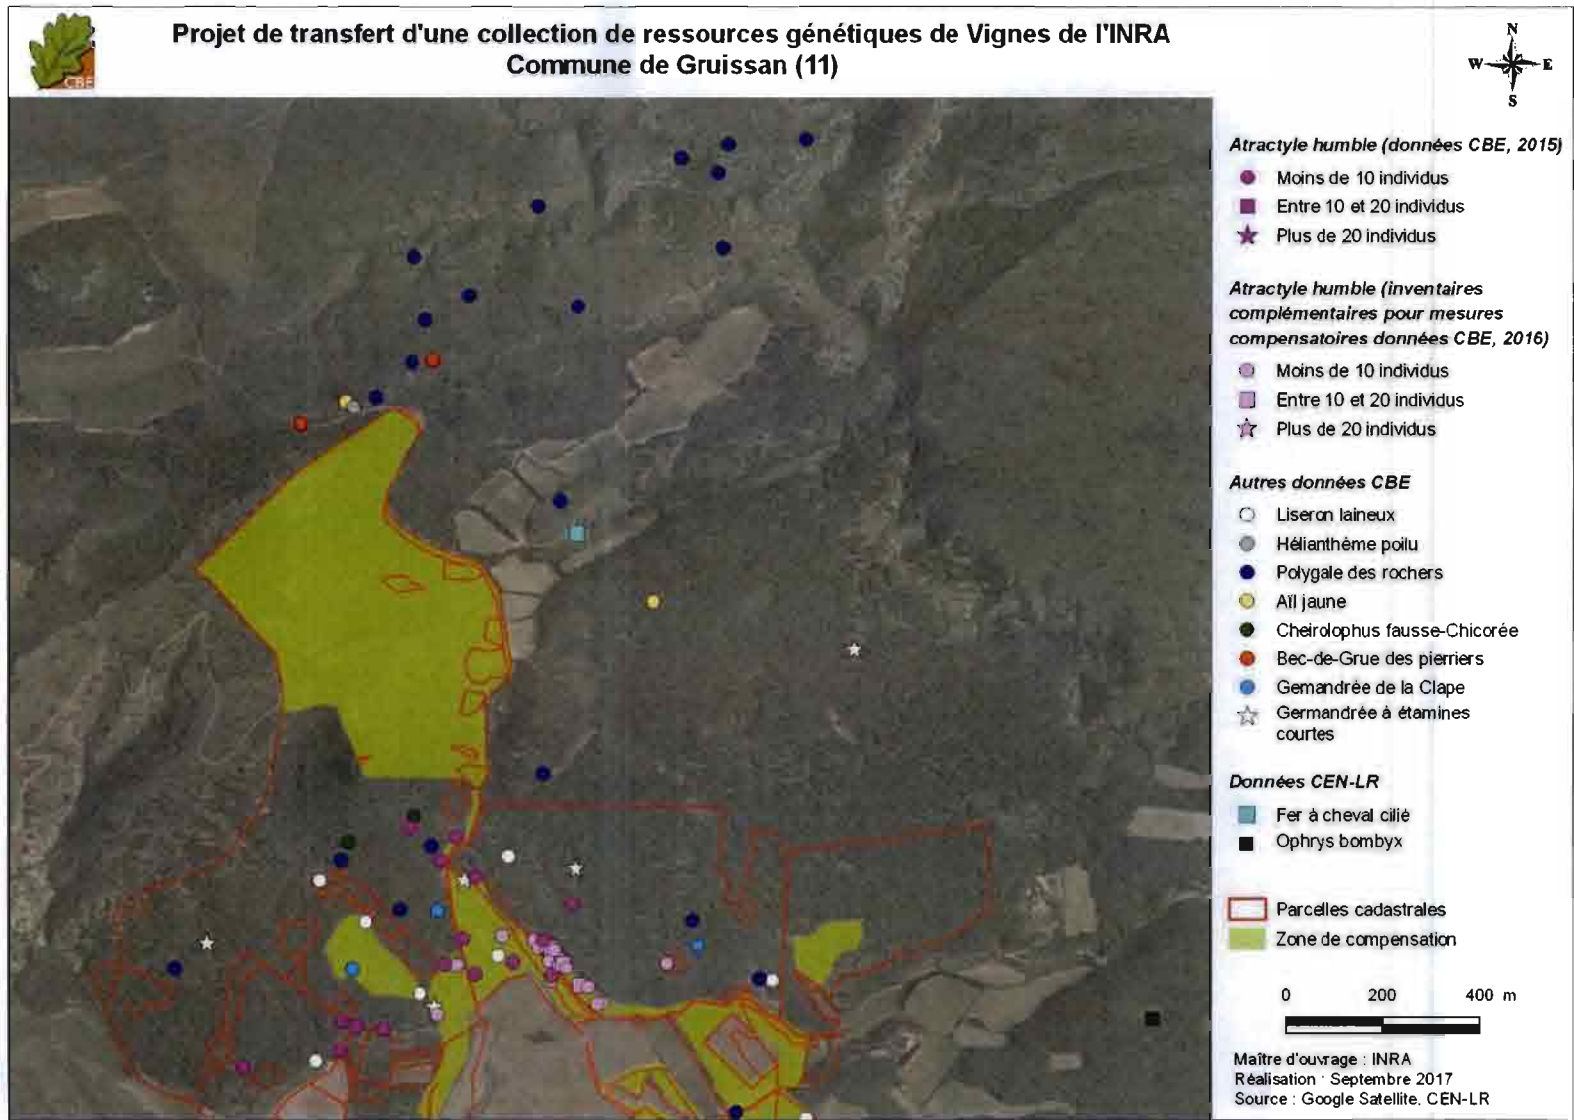 CBE
Projet de transfert d'une collection de ressources génétiques de Vignes de l'INRA
Commune de Gruissan (11)
N
W E
S
Atractyle humble (données CBE, 2015)
Moins de 10 individus
Entre 10 et 20 individus
Plus de 20 individus
Atractyle humble (inventaires
complémentaires pour mesures
compensatoires données CBE, 2016)
Moins de 10 individus
Entre 10 et 20 individus
Plus de 20 individus
Autres données CBE
Liseron laineux
Hélianthème poilu
Polygale des rochers
Aïl jaune
Cheirolophus fausse-Chicorée
Bec-de-Grue des pierriers
Gemandrée de la Clape
Germandrée à étamines
courtes
Données CEN-LR
Fer à cheval cilié
Ophrys bombyx
Parcelles cadastrales
Zone de compensation
0 200 400 m
Maître d'ouvrage : INRA
Réalisation : Septembre 2017
Source : Google Satellite, CEN-LR